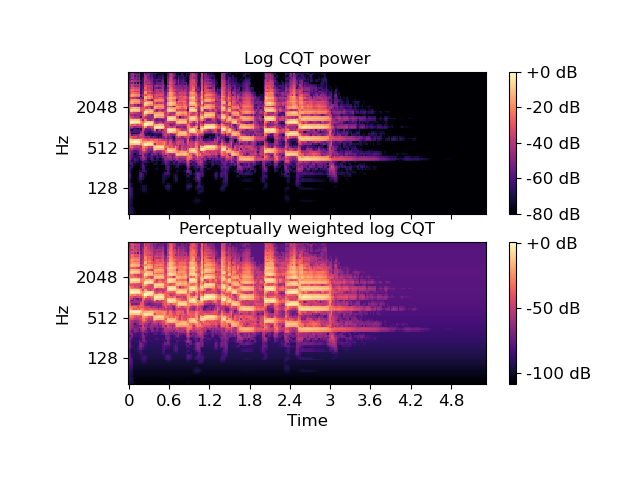 Log CQT power
Hz
2048
512
128
+0 dB
-20 dB
-40 dB
-60 dB
-80 dB
Perceptually weighted log CQT
Hz
2048
512
128
+0 dB
-50 dB
-100 dB
0 0.6 1.2 1.8 2.4 3 3.6 4.2 4.8
Time